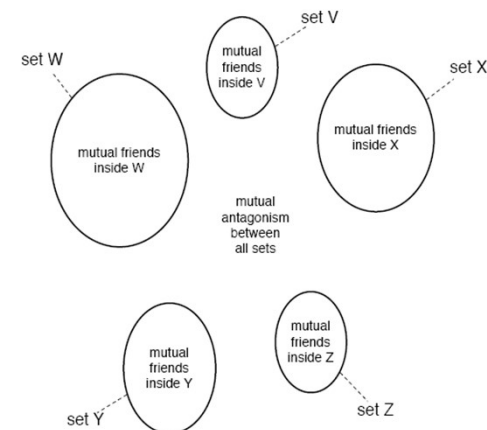 set V
mutual
friends
inside V
set W
set X
mutual friends
inside W
mutual friends
inside X
mutual
antagonism
between
all sets
mutual
friends
inside Y
mutual
friends
inside Z
set Y
set Z